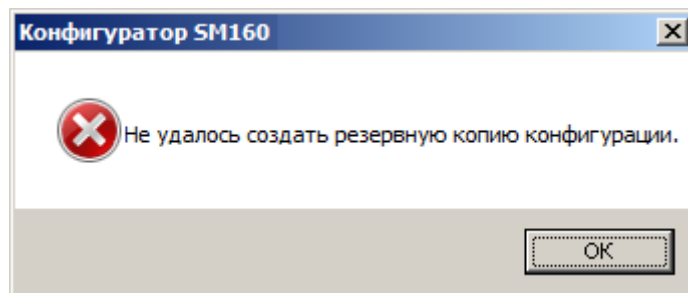 Конфигуратор SM160
Не удалось создать резервную копию конфигурации.
OK